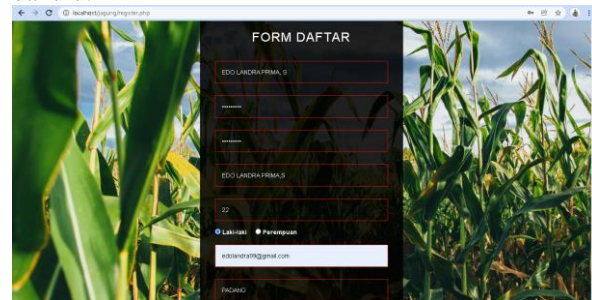 localhost/jagung/register.php
FORM DAFTAR
EDO LANDRA PRIMA, S
••••••••
••••••••
EDO LANDRA PRIMA,S
22
Laki-laki Perempuan
edolandra99@gmail.com
PADANG